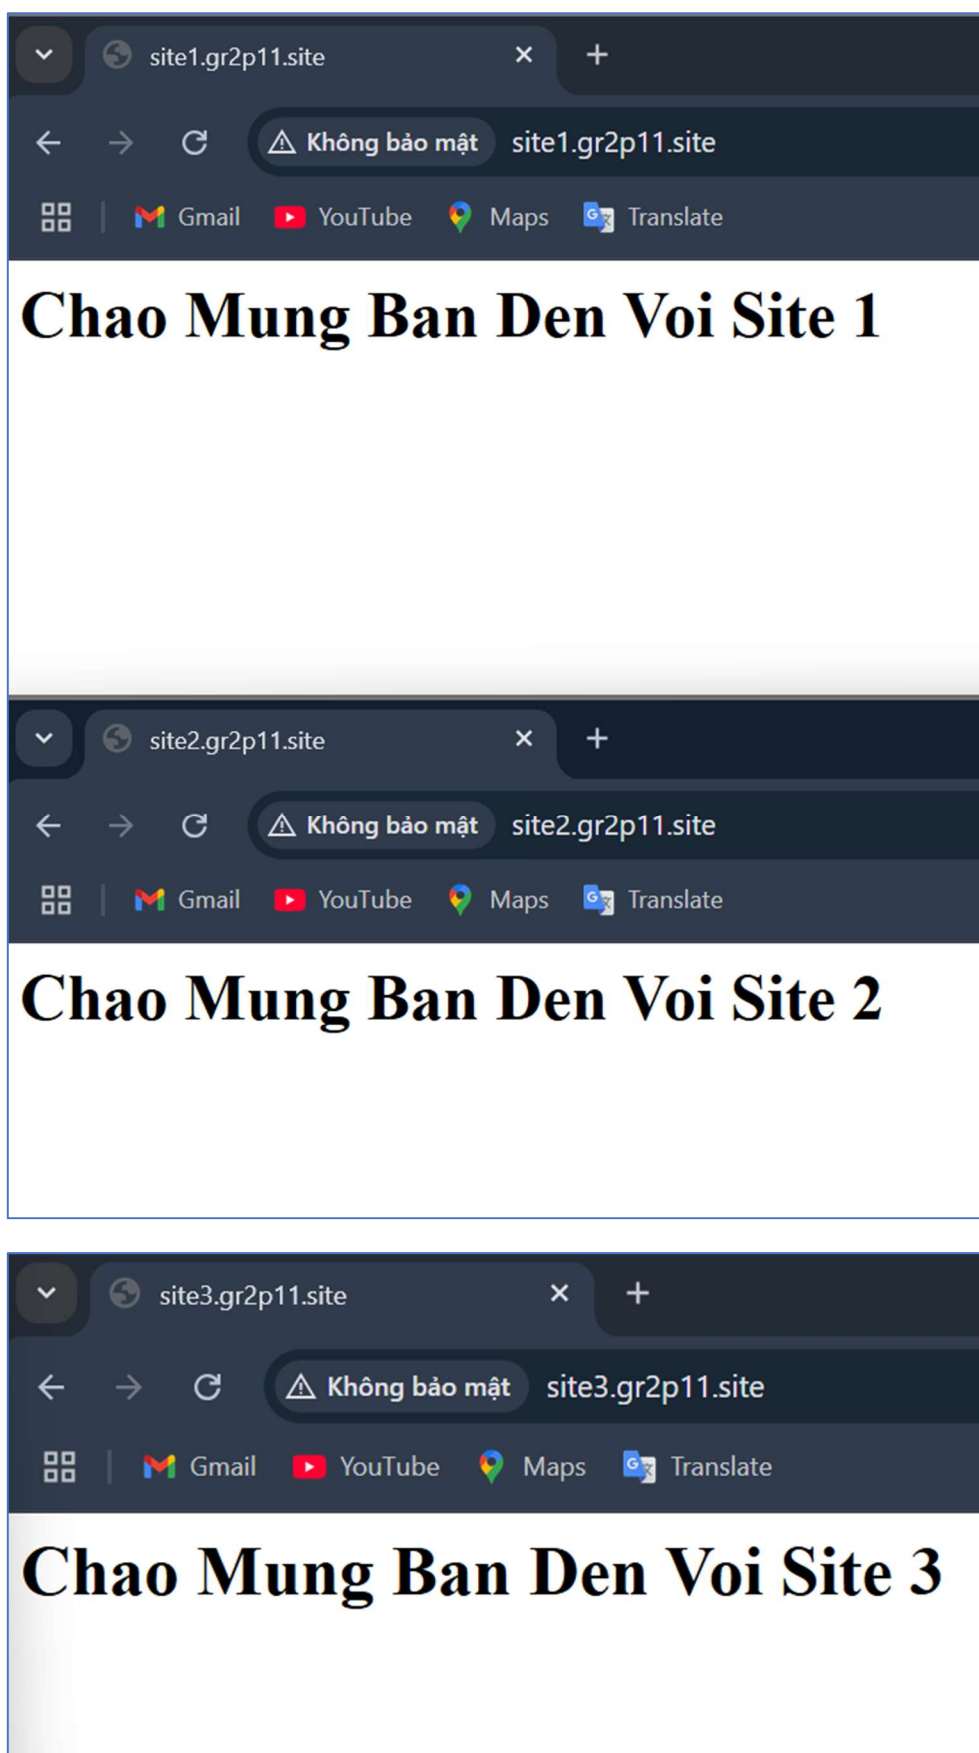 site1.gr2p11.site
Không bảo mật site1.gr2p11.site
Gmail YouTube Maps Translate
Chao Mung Ban Den Voi Site 1
site2.gr2p11.site
Không bảo mật site2.gr2p11.site
Gmail YouTube Maps Translate
Chao Mung Ban Den Voi Site 2
site3.gr2p11.site
Không bảo mật site3.gr2p11.site
Gmail YouTube Maps Translate
Chao Mung Ban Den Voi Site 3